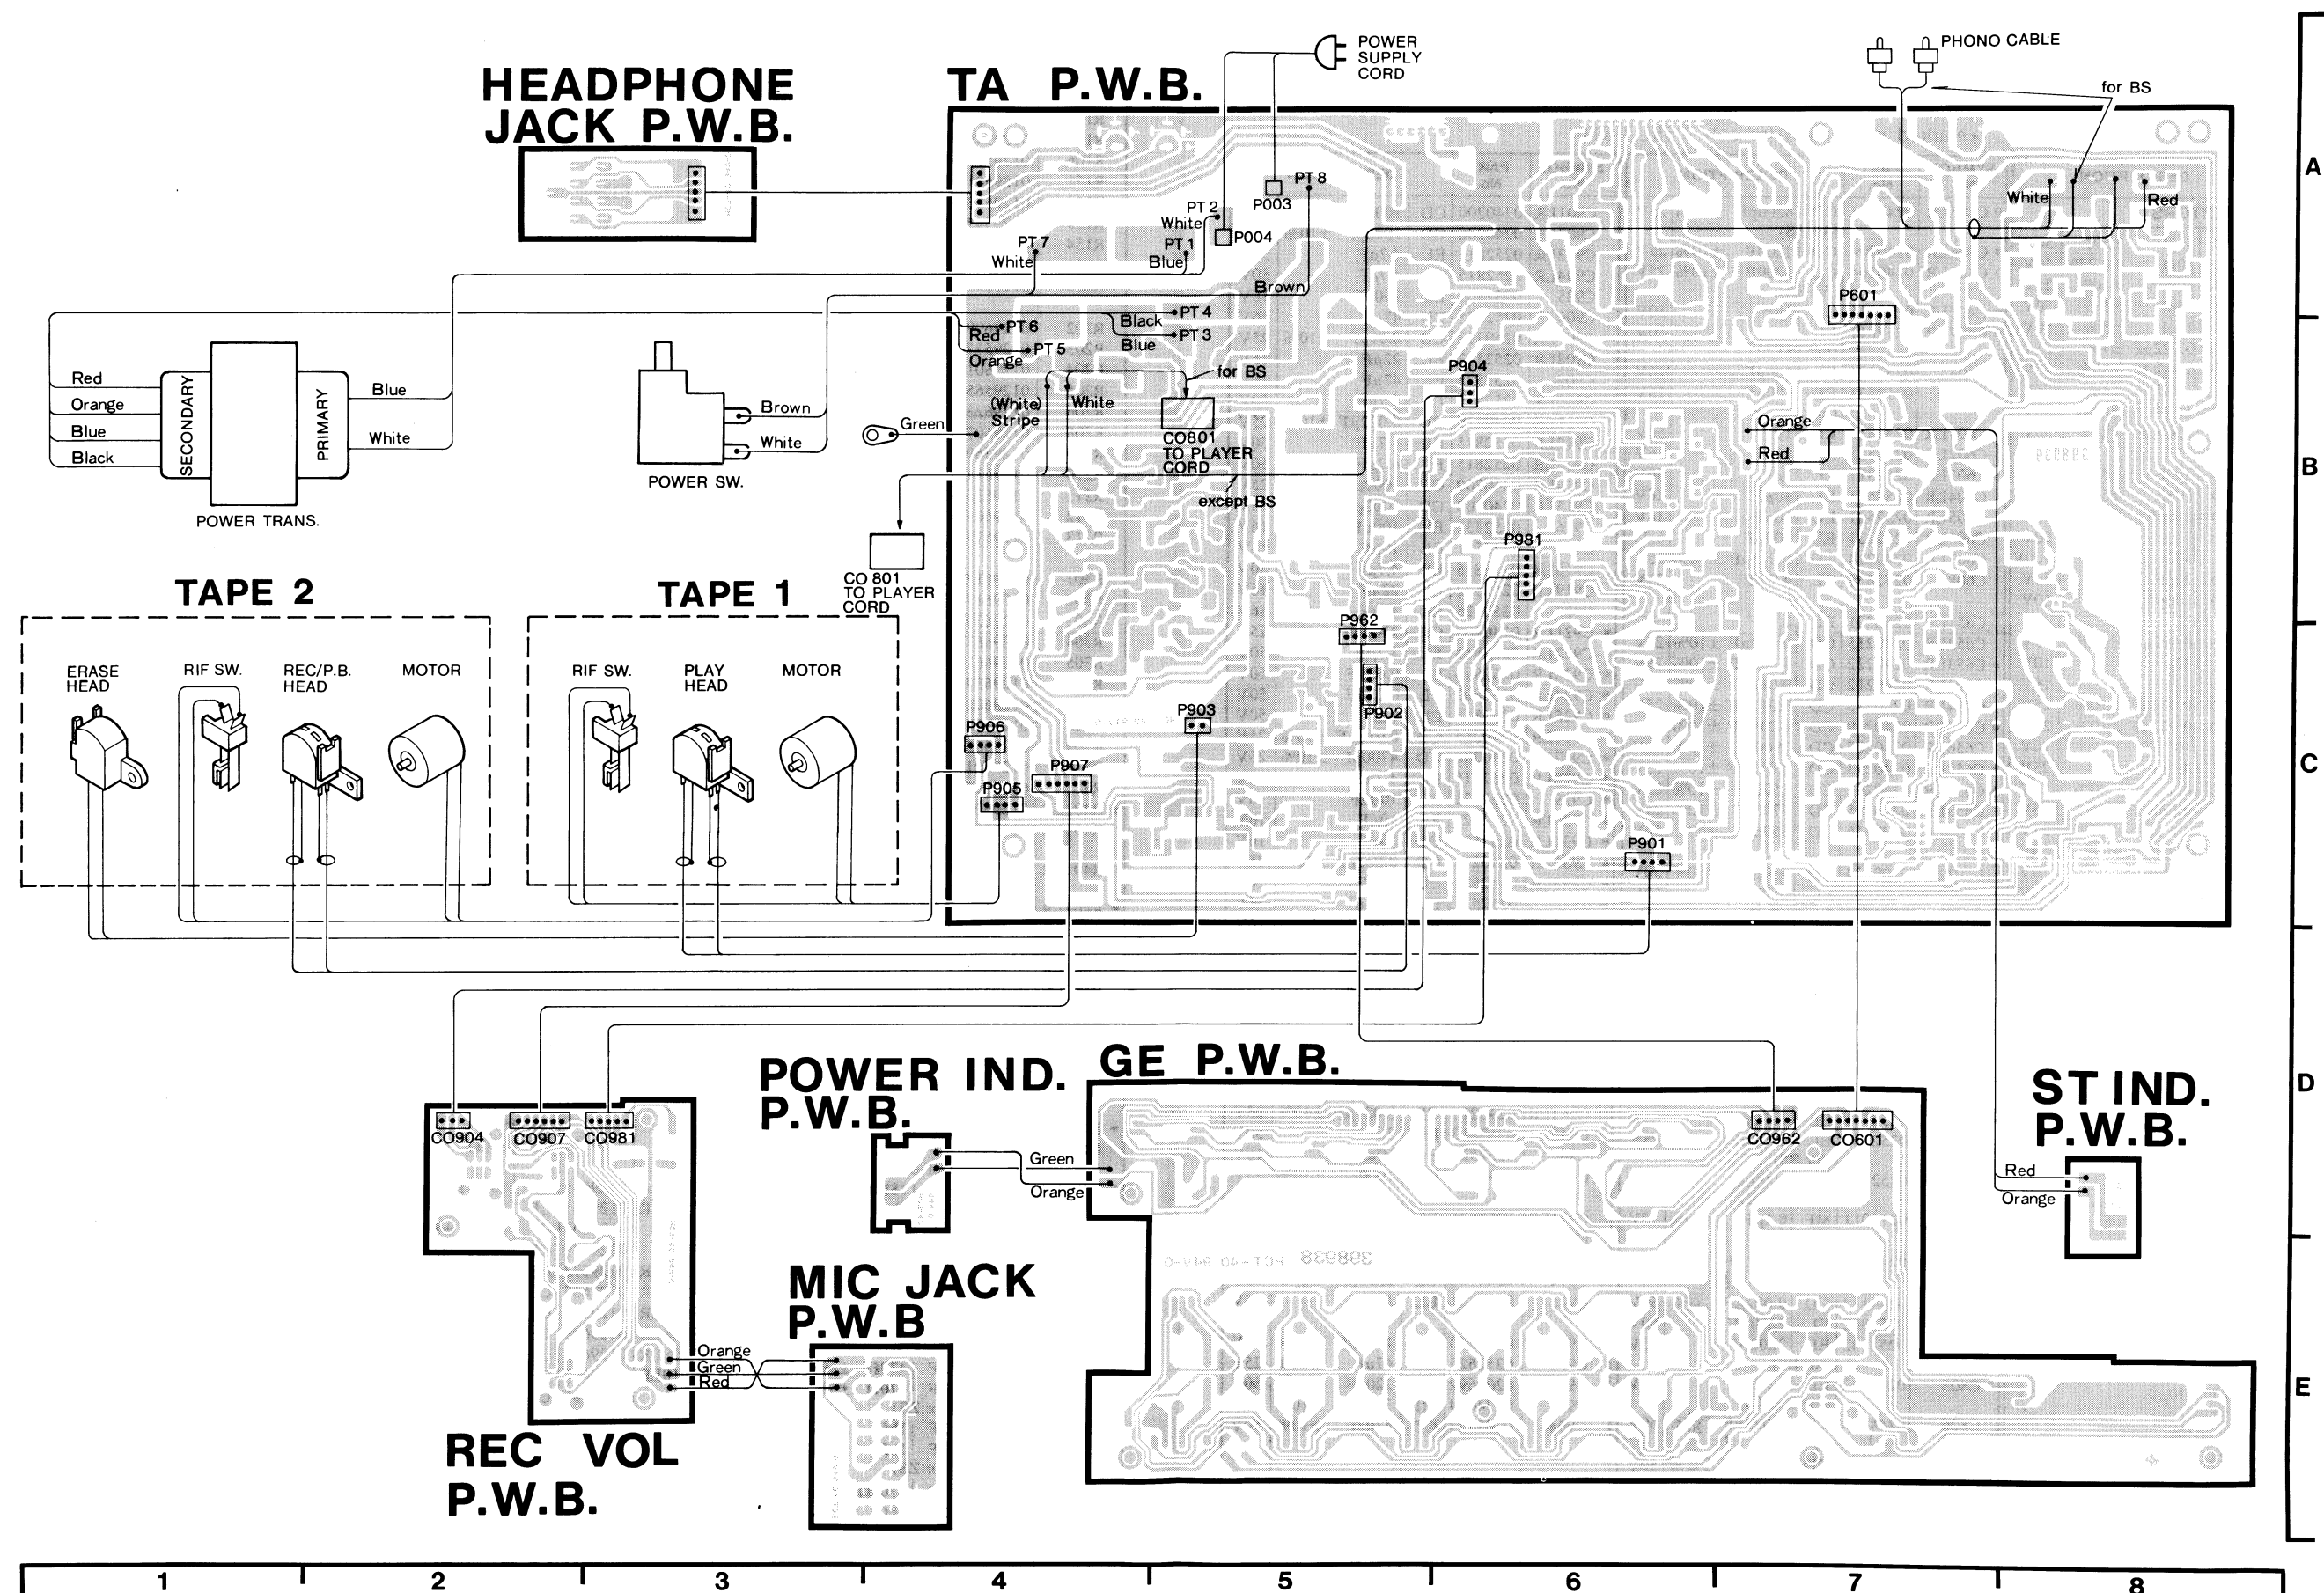 HEADPHONE
JACK P.W.B.
TA P.W.B.
POWER
SUPPLY
CORD
PHONO CABLE
for BS
A
PT 8
P003
PT 2
White
P004
PT 7
White
PT 1
Blue
Brown
White
Red
P601
PT 4
Black
PT 3
Blue
PT 6
Red
PT 5
Orange
for BS
P904
(White)
Stripe
White
CO801
TO PLAYER
CORD
except BS
Green
Orange
Red
398936
B
Red
Orange
Blue
Black
SECONDARY
PRIMARY
Blue
White
POWER TRANS.
Brown
White
POWER SW.
CO 801
TO PLAYER
CORD
P981
TAPE 2
TAPE 1
ERASE
HEAD
RIF SW.
REC/P.B.
HEAD
MOTOR
RIF SW.
PLAY
HEAD
MOTOR
P962
P902
P903
P906
P907
P905
P901
C
POWER IND.
P.W.B.
GE P.W.B.
ST IND.
P.W.B.
D
CO904
CO907
CO981
CO962
CO601
Green
Orange
Red
Orange
398938 HCT-40 94V-0
MIC JACK
P.W.B
Orange
Green
Red
E
REC VOL
P.W.B.
1 2 3 4 5 6 7 8